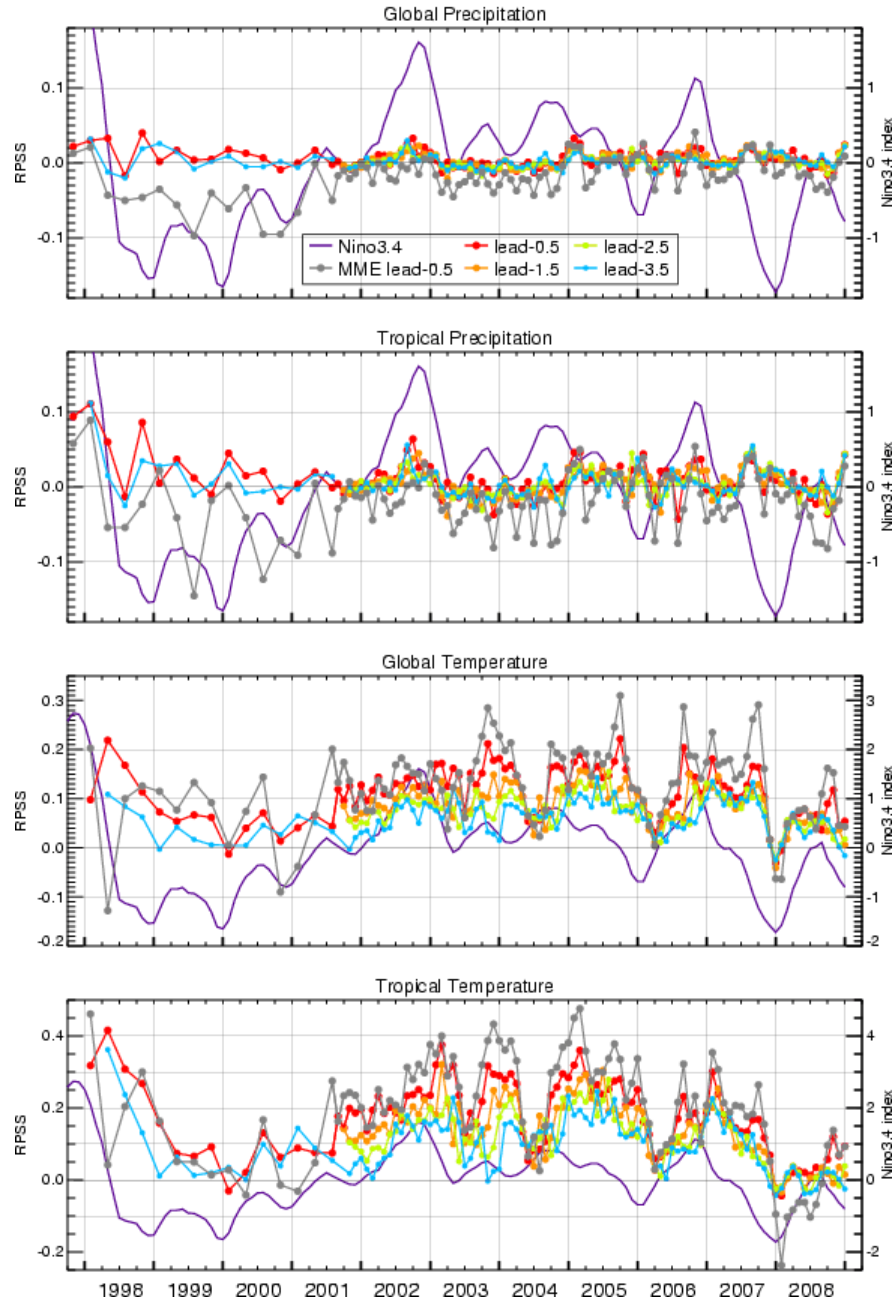 Global Precipitation
0.1
0.0
-0.1
RPSS
1
0
-1
Nino3.4 index
Nino3.4
lead-0.5
lead-2.5
MME lead-0.5
lead-1.5
lead-3.5
Tropical Precipitation
0.1
0.0
-0.1
RPSS
1
0
-1
Nino3.4 index
Global Temperature
0.3
0.2
0.1
0.0
-0.1
-0.2
RPSS
3
2
1
0
-1
-2
Nino3.4 index
Tropical Temperature
0.4
0.2
0.0
-0.2
RPSS
4
2
0
-2
Nino3.4 index
1998 1999 2000 2001 2002 2003 2004 2005 2006 2007 2008